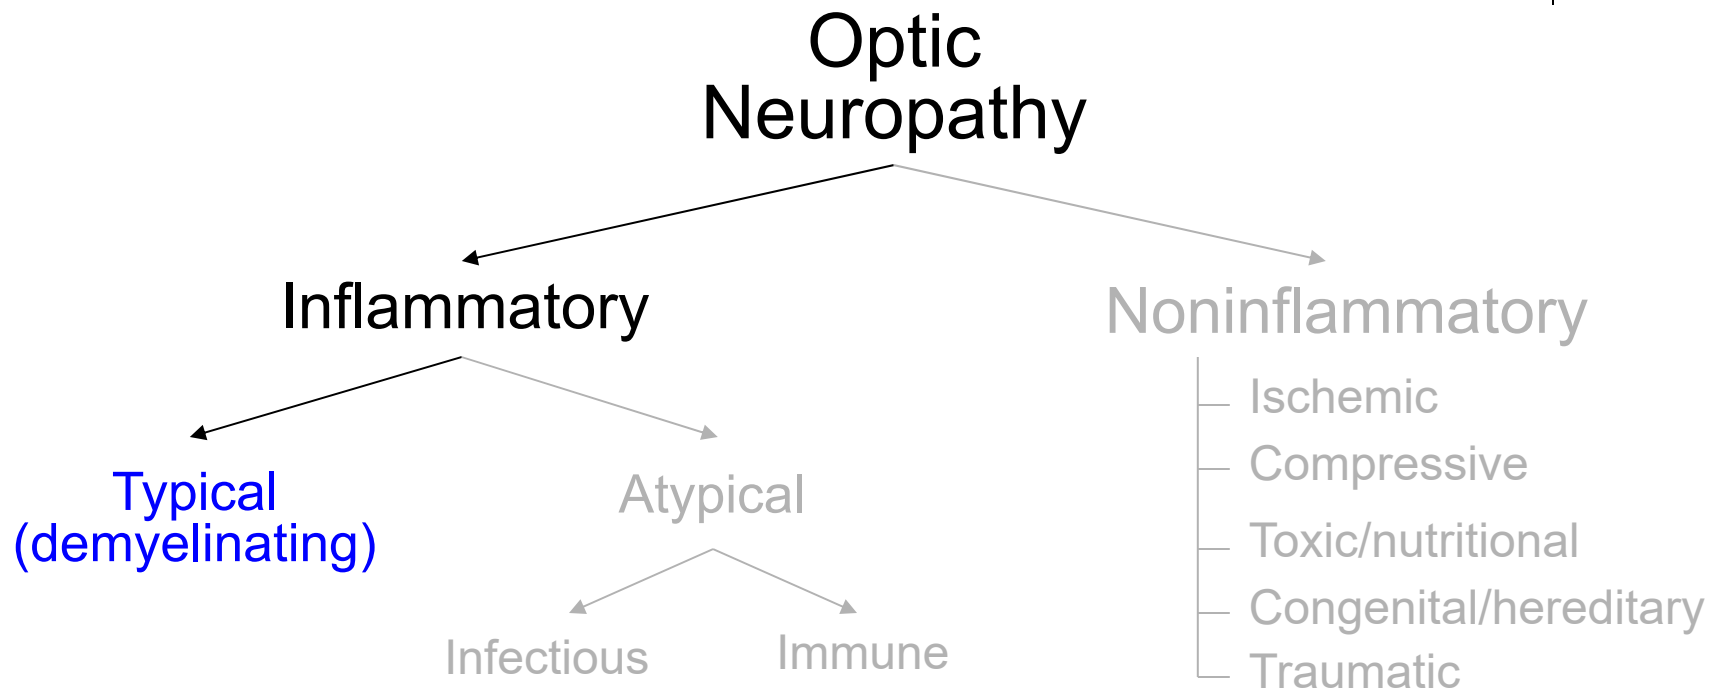 Optic
Neuropathy
Inflammatory
Noninflammatory
Ischemic
Compressive
Typical
(demyelinating)
Atypical
Toxic/nutritional
Congenital/hereditary
Infectious
Immune
Traumatic